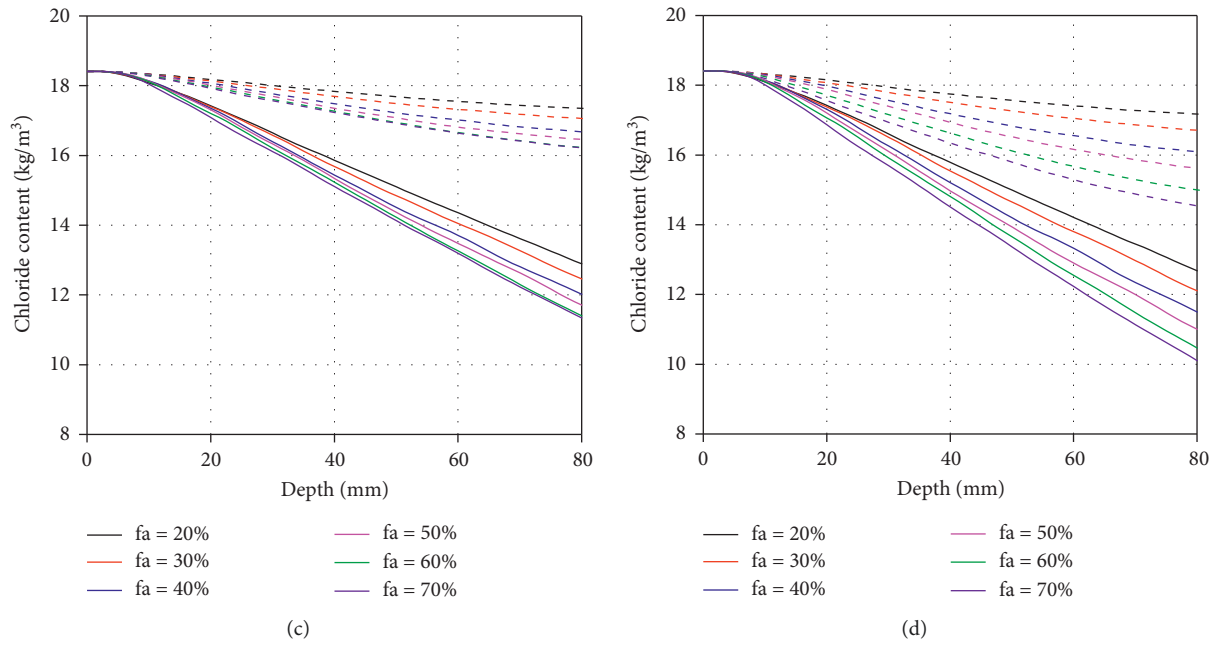 20
18
16
14
12
10
8
Chloride content (kg/m³)
0 20 40 60 80
Depth (mm)
fa = 20% fa = 50%
fa = 30% fa = 60%
fa = 40% fa = 70%
(c)
20
18
16
14
12
10
8
Chloride content (kg/m³)
0 20 40 60 80
Depth (mm)
fa = 20% fa = 50%
fa = 30% fa = 60%
fa = 40% fa = 70%
(d)